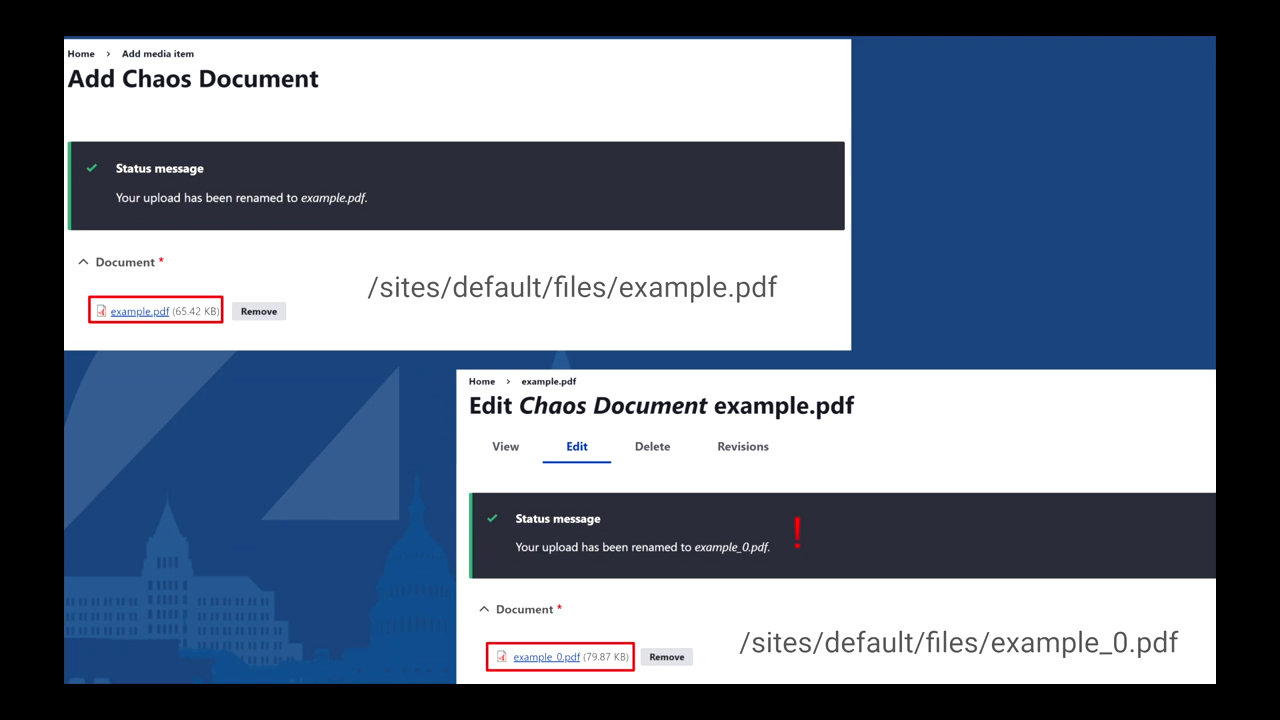 Home > Add media item
Add Chaos Document
Status message
Your upload has been renamed to example.pdf.
Document *
/sites/default/files/example.pdf
example.pdf (65.42 KB) Remove
Home > example.pdf
Edit Chaos Document example.pdf
View Edit Delete Revisions
Status message
!
Your upload has been renamed to example_0.pdf.
Document *
/sites/default/files/example_0.pdf
example_0.pdf (79.87 KB) Remove